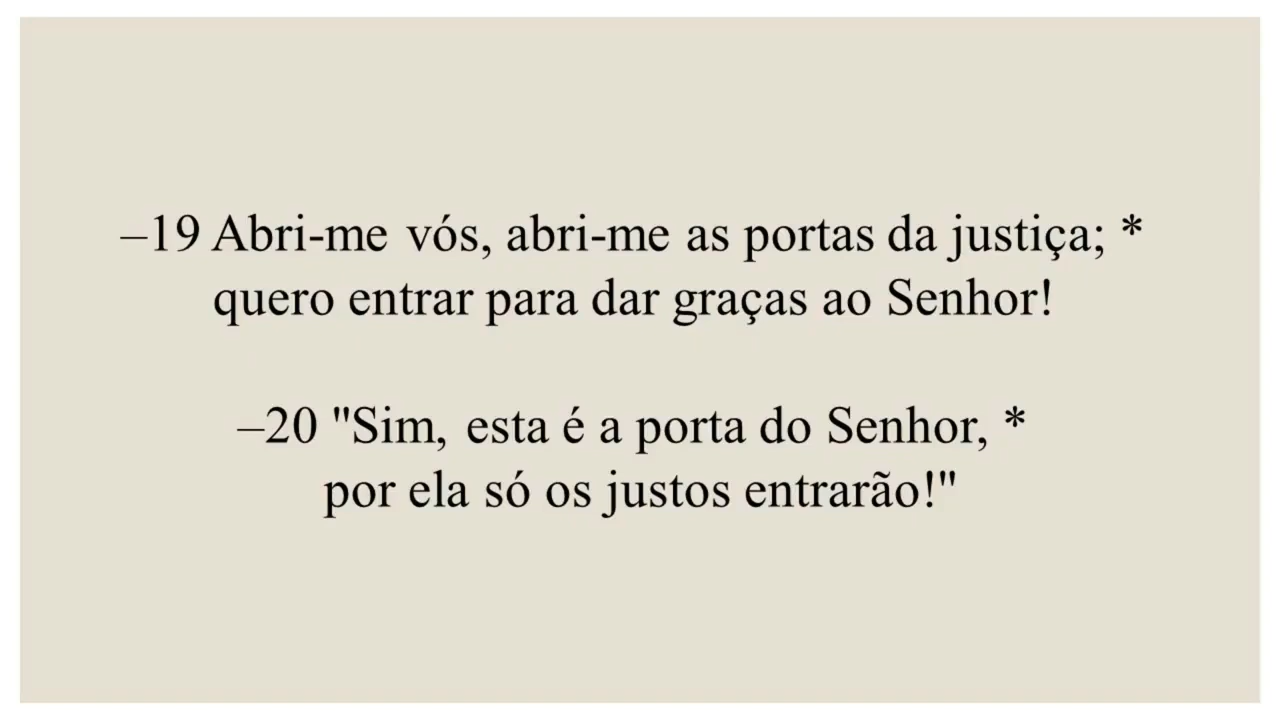 –19 Abri-me vós, abri-me as portas da justiça; *
quero entrar para dar graças ao Senhor!
–20 "Sim, esta é a porta do Senhor, *
por ela só os justos entrarão!"